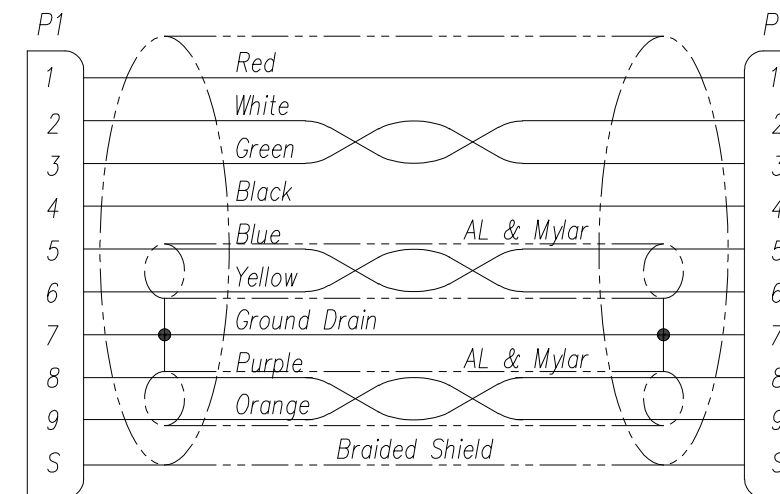 P1 P
1 Red 1
2 White 2
3 Green 3
4 Black 4
5 Blue AL & Mylar 5
6 Yellow 6
7 Ground Drain 7
8 Purple AL & Mylar 8
9 Orange 9
S Braided Shield S